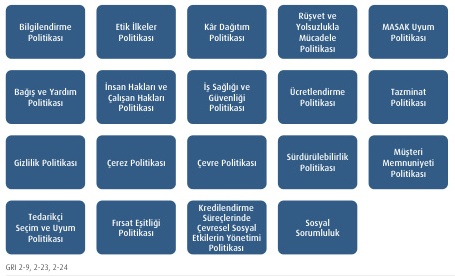 Bilgilendirme
Politikası
Etik İlkeler
Politikası
Kâr Dağıtım
Politikası
Rüşvet ve
Yolsuzlukla
Mücadele
Politikası
MASAK Uyum
Politikası
Bağış ve Yardım
Politikası
İnsan Hakları ve
Çalışan Hakları
Politikası
İş Sağlığı ve
Güvenliği
Politikası
Ücretlendirme
Politikası
Tazminat
Politikası
Gizlilik Politikası
Çerez Politikası
Çevre Politikası
Sürdürülebilirlik
Politikası
Müşteri
Memnuniyeti
Politikası
Tedarikçi
Seçim ve Uyum
Politikası
Fırsat Eşitliği
Politikası
Kredilendirme
Süreçlerinde
Çevresel Sosyal
Etkilerin Yönetimi
Politikası
Sosyal
Sorumluluk
GRI 2-9, 2-23, 2-24